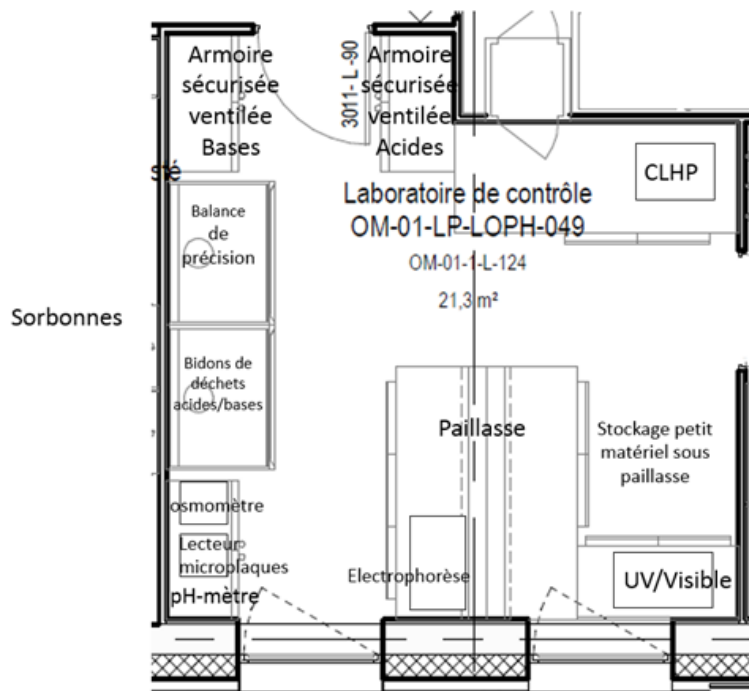 Armoire
sécurisée
ventilée
Bases
3011- L -90
Armoire
sécurisée
ventilée
Acides
CLHP
sté
Laboratoire de contrôle
OM-01-LP-LOPH-049
OM-01-1-L-124
21,3 m²
Balance
de
précision
Sorbonnes
Bidons de
déchets
acides/bases
Paillasse
Stockage petit
matériel sous
paillasse
osmomètre
Lecteur
microplaques
pH-mètre
Electrophorèse
UV/Visible